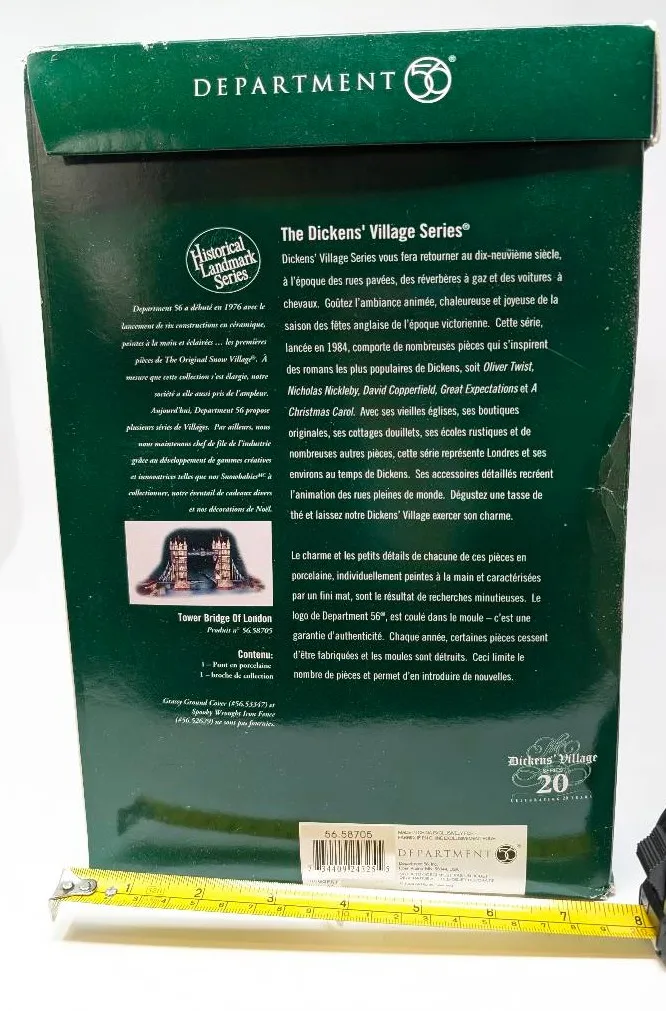 DEPARTMENT 56®
Historical
Landmark
Series
Department 56 a débuté en 1976 avec le
lancement de six constructions en céramique,
peintes à la main et éclairées ... les premières
pièces de The Original Snow Village®. À
mesure que cette collection s'est élargie, notre
société a elle aussi pris de l'ampleur.
Aujourd'hui, Department 56 propose
plusieurs séries de Villages. Par ailleurs, nous
nous maintenons chef de file de l'industrie
grâce au développement de gammes créatives
et innovatrices telles que nos Snowbabies à
collectionner, notre éventail de cadeaux divers
et nos décorations de Noël.
Tower Bridge Of London
Produit n° 56.58705
Contenu:
1 – Pont en porcelaine
1 – broche de collection
Grassy Ground Cover (#56.53347) et
Spooky Wrought Iron Fence
(#56.52679) ne sont pas fournies.
The Dickens' Village Series®
Dickens' Village Series vous fera retourner au dix-neuvième siècle,
à l'époque des rues pavées, des réverbères à gaz et des voitures à
chevaux. Goûtez l'ambiance animée, chaleureuse et joyeuse de la
saison des fêtes anglaise de l'époque victorienne. Cette série,
lancée en 1984, comporte de nombreuses pièces qui s'inspirent
des romans les plus populaires de Dickens, soit Oliver Twist,
Nicholas Nickleby, David Copperfield, Great Expectations et A
Christmas Carol. Avec ses vieilles églises, ses boutiques
originales, ses cottages douillets, ses écoles rustiques et de
nombreuses autres pièces, cette série représente Londres et ses
environs au temps de Dickens. Ses accessoires détaillés recréent
l'animation des rues pleines de monde. Dégustez une tasse de
thé et laissez notre Dickens' Village exercer son charme.
Le charme et les petits détails de chacune de ces pièces en
porcelaine, individuellement peintes à la main et caractérisées
par un fini mat, sont le résultat de recherches minutieuses. Le
logo de Department 56, est coulé dans le moule – c'est une
garantie d'authenticité. Chaque année, certaines pièces cessent
d'être fabriquées et les moules sont détruits. Ceci limite le
nombre de pièces et permet d'en introduire de nouvelles.
Dickens' Village
SERIES
20
CELEBRATING 20 YEARS
56.58705
DEPARTMENT 56
1 2 3 4 5 6 7 8